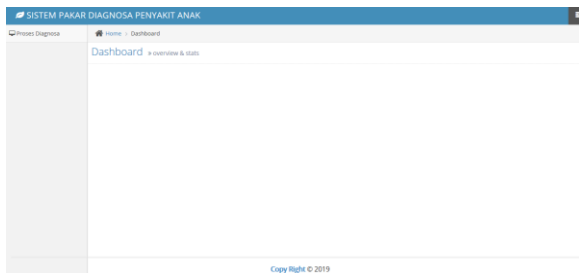 SISTEM PAKAR DIAGNOSA PENYAKIT ANAK
Proses Diagnosa
Home › Dashboard
Dashboard » overview & stats
Copy Right © 2019